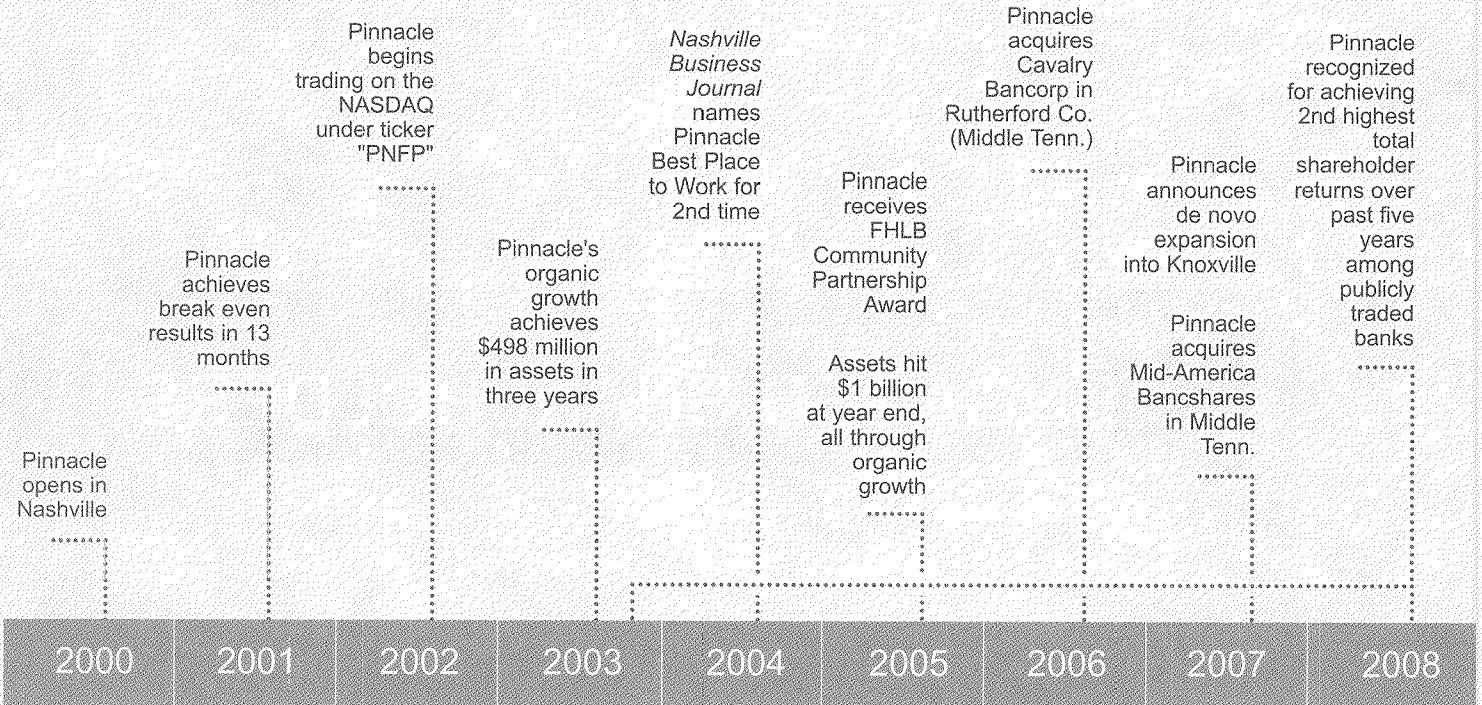 Pinnacle
opens in
Nashville
Pinnacle
achieves
break even
results in 13
months
Pinnacle
begins
trading on the
NASDAQ
under ticker
"PNFP"
Pinnacle's
organic
growth
achieves
$498 million
in assets in
three years
Nashville
Business
Journal
names
Pinnacle
Best Place
to Work for
2nd time
Pinnacle
receives
FHLB
Community
Partnership
Award
Assets hit
$1 billion
at year end,
all through
organic
growth
Pinnacle
acquires
Cavalry
Bancorp in
Rutherford Co.
(Middle Tenn.)
Pinnacle
announces
de novo
expansion
into Knoxville
Pinnacle
acquires
Mid-America
Bancshares
in Middle
Tenn.
Pinnacle
recognized
for achieving
2nd highest
total
shareholder
returns over
past five
years
among
publicly
traded
banks
2000 2001 2002 2003 2004 2005 2006 2007 2008